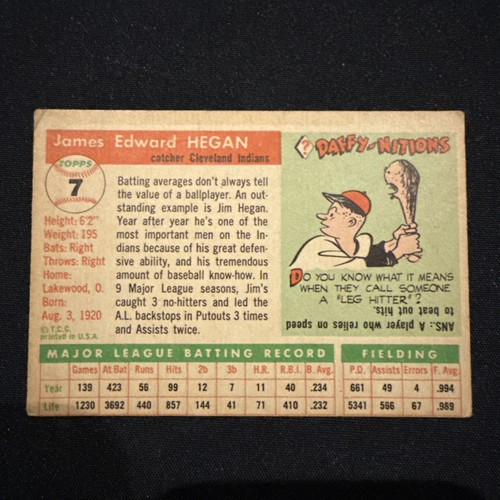 James Edward HEGAN
catcher Cleveland Indians
TOPPS
7
Height: 6'2"
Weight: 195
Bats: Right
Throws: Right
Home:
Lakewood, O.
Born:
Aug. 3, 1920
© T.C.C.
printed in U.S.A.
Batting averages don't always tell
the value of a ballplayer. An out-
standing example is Jim Hegan.
Year after year he's one of the
most important men on the In-
dians because of his great defen-
sive ability, and his tremendous
amount of baseball know-how. In
9 Major League seasons, Jim's
caught 3 no-hitters and led the
A.L. backstops in Putouts 3 times
and Assists twice.
? DAFFY-NITIONS
DO YOU KNOW WHAT IT MEANS
WHEN THEY CALL SOMEONE
A "LEG HITTER"?
ANS.: A player who relies on speed
to beat out hits.
MAJOR LEAGUE BATTING RECORD FIELDING
Games At Bat Runs Hits 2b 3b H.R. R.B.I. B. Avg. P.O. Assists Errors F. Avg.
Year 139 423 56 99 12 7 11 40 .234 661 49 4 .994
Life 1230 3692 440 857 144 41 71 410 .232 5341 566 67 .989